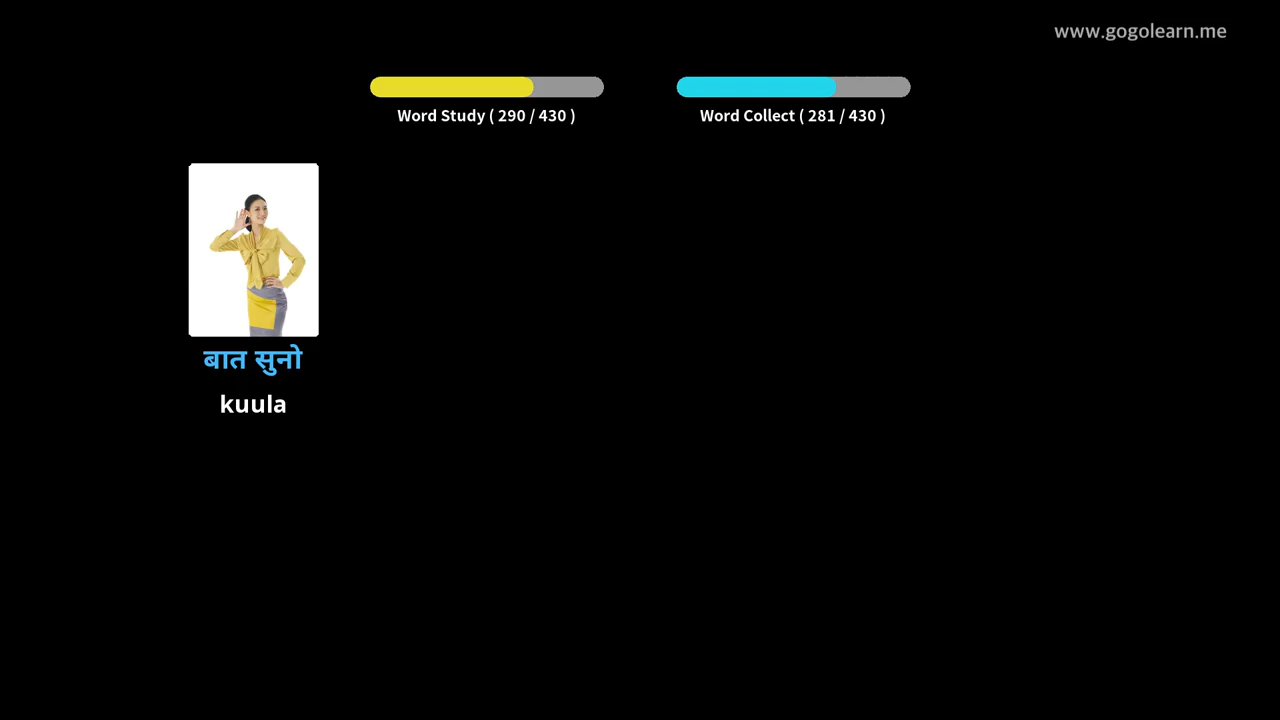 www.gogolearn.me
Word Study ( 290 / 430 )
Word Collect ( 281 / 430 )
बात सुनो
kuula